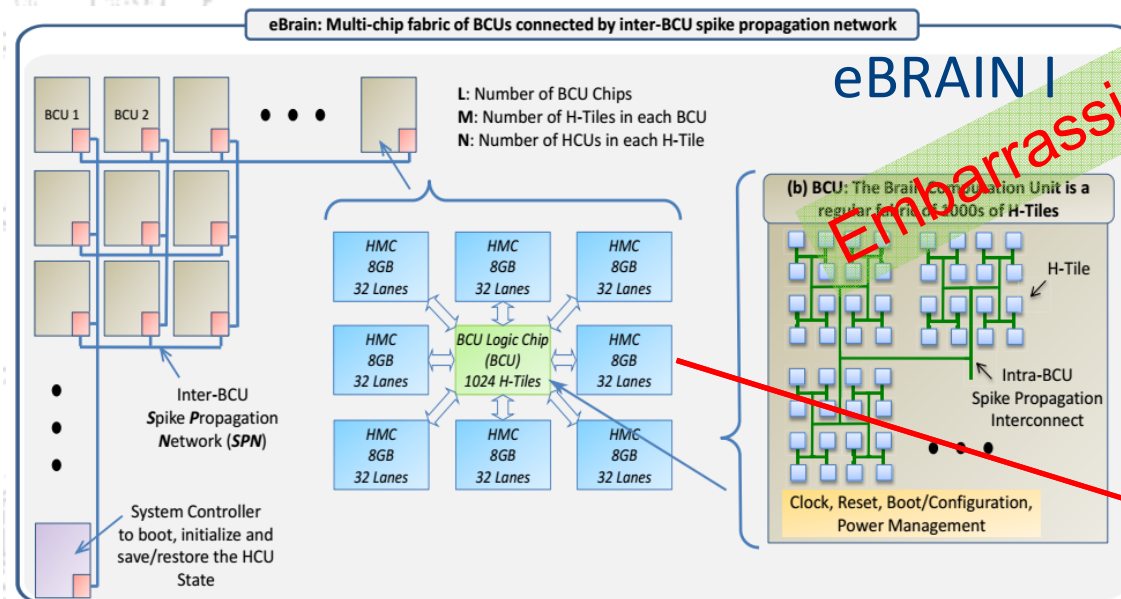 eBrain: Multi-chip fabric of BCUs connected by inter-BCU spike propagation network
eBRAIN I
BCU 1
BCU 2
L: Number of BCU Chips
M: Number of H-Tiles in each BCU
N: Number of HCUs in each H-Tile
(b) BCU: The Brain Computation Unit is a
regular fabric of 1000s of H-Tiles
H-Tile
Intra-BCU
Spike Propagation
Interconnect
Clock, Reset, Boot/Configuration,
Power Management
HMC
8GB
32 Lanes
HMC
8GB
32 Lanes
HMC
8GB
32 Lanes
HMC
8GB
32 Lanes
BCU Logic Chip
(BCU)
1024 H-Tiles
HMC
8GB
32 Lanes
HMC
8GB
32 Lanes
HMC
8GB
32 Lanes
HMC
8GB
32 Lanes
Inter-BCU
Spike Propagation
Network (SPN)
System Controller
to boot, initialize and
save/restore the HCU
State